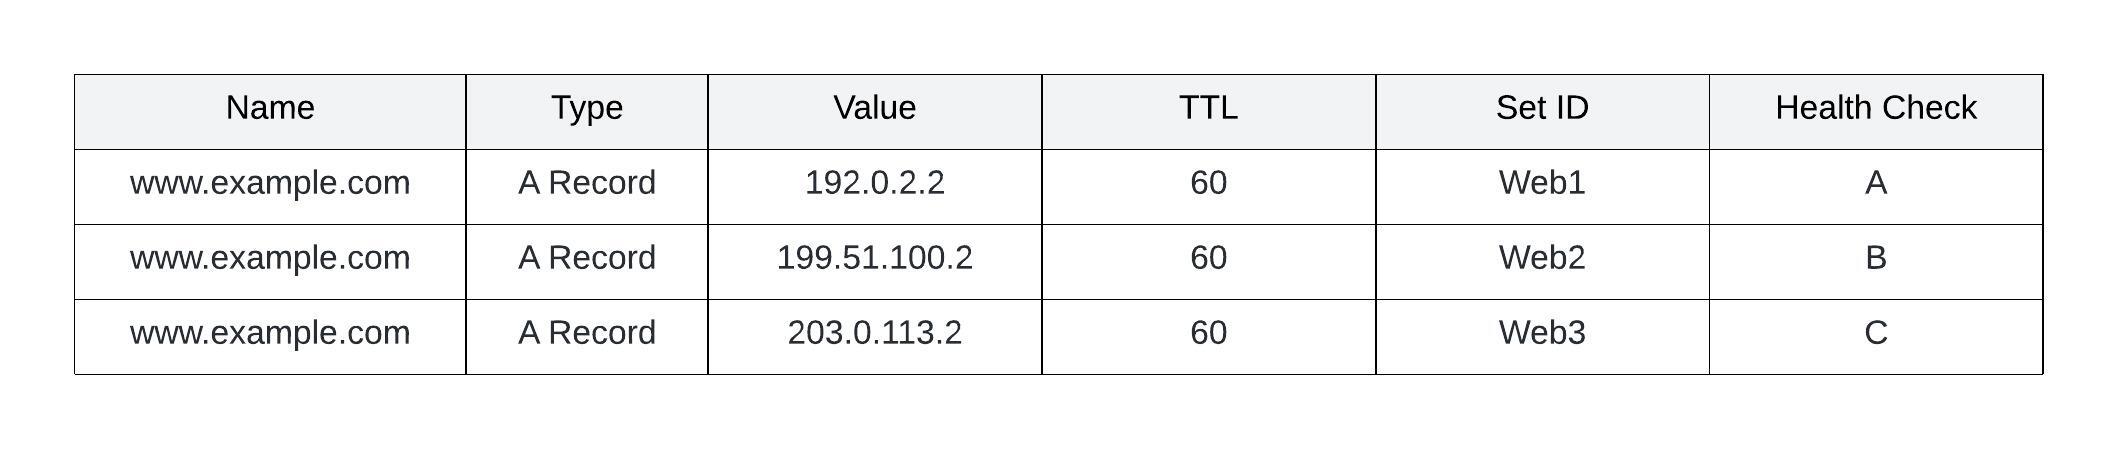 Name Type Value TTL Set ID Health Check
www.example.com A Record 192.0.2.2 60 Web1 A
www.example.com A Record 199.51.100.2 60 Web2 B
www.example.com A Record 203.0.113.2 60 Web3 C